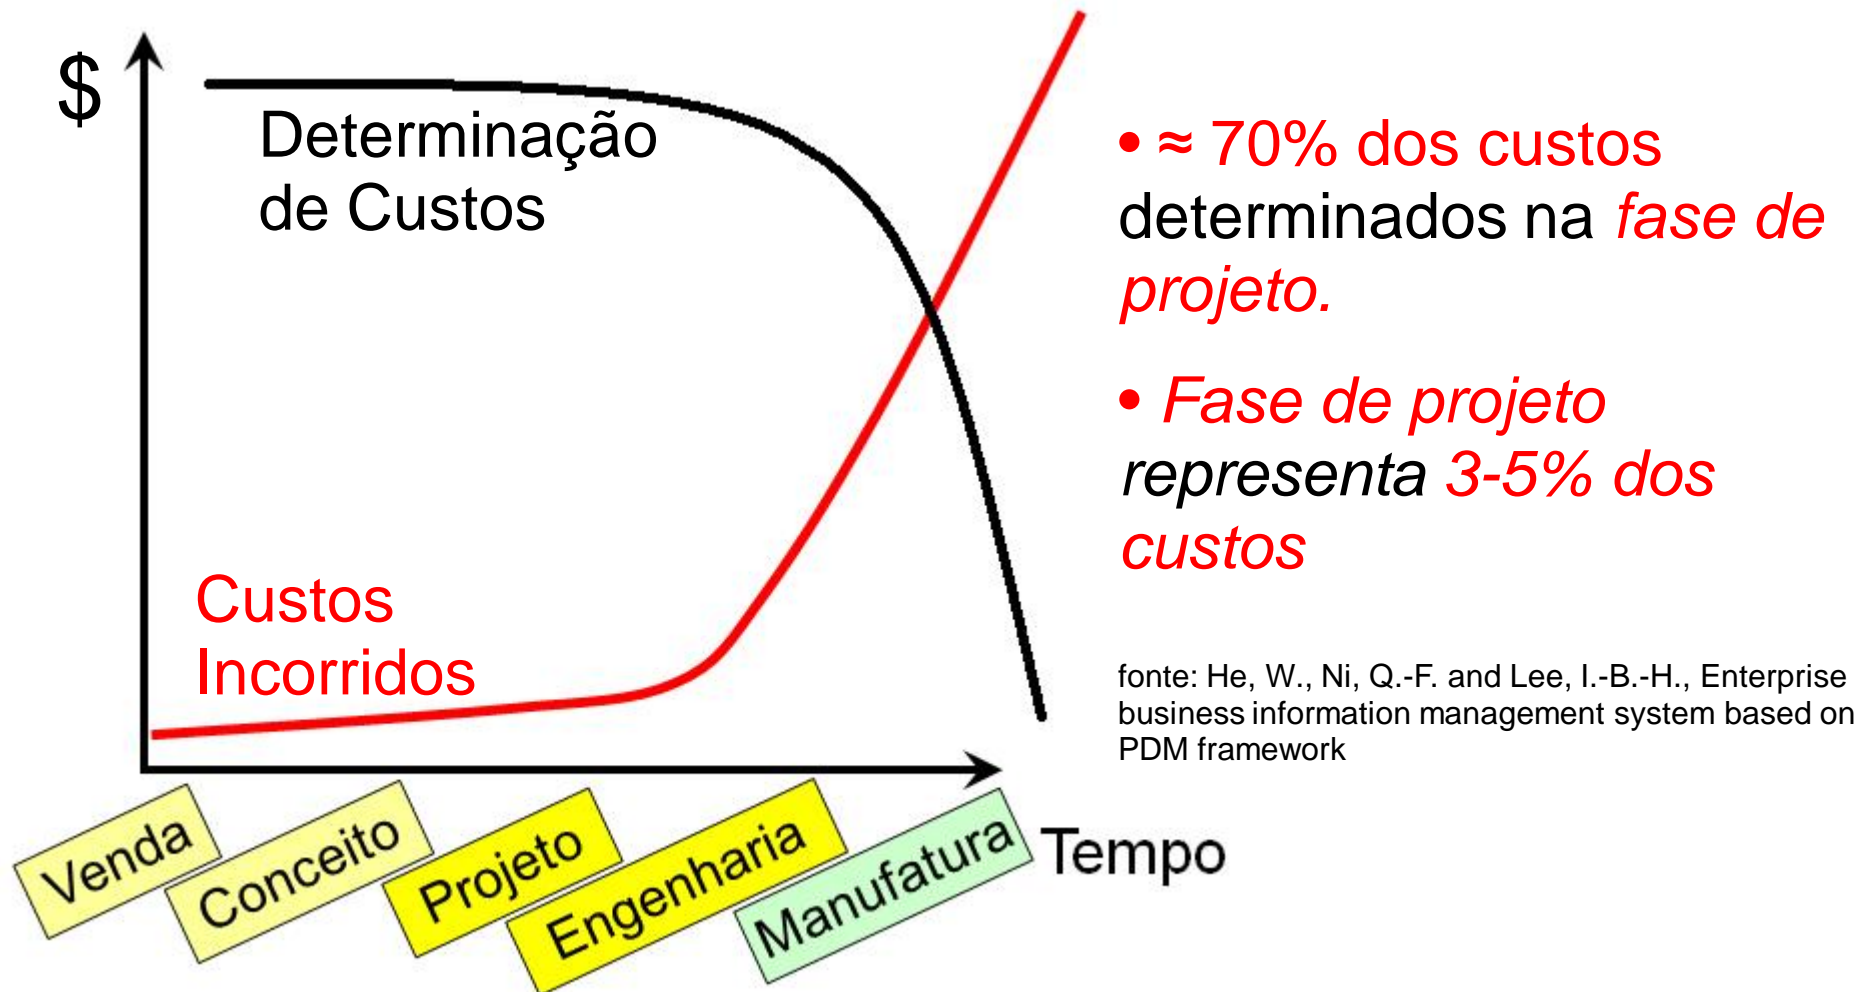 $
Determinação
de Custos
Custos
Incorridos
Venda
Conceito
Projeto
Engenharia
Manufatura
Tempo
• ≈ 70% dos custos
determinados na fase de
projeto.
• Fase de projeto
representa 3-5% dos
custos
fonte: He, W., Ni, Q.-F. and Lee, I.-B.-H., Enterprise
business information management system based on
PDM framework